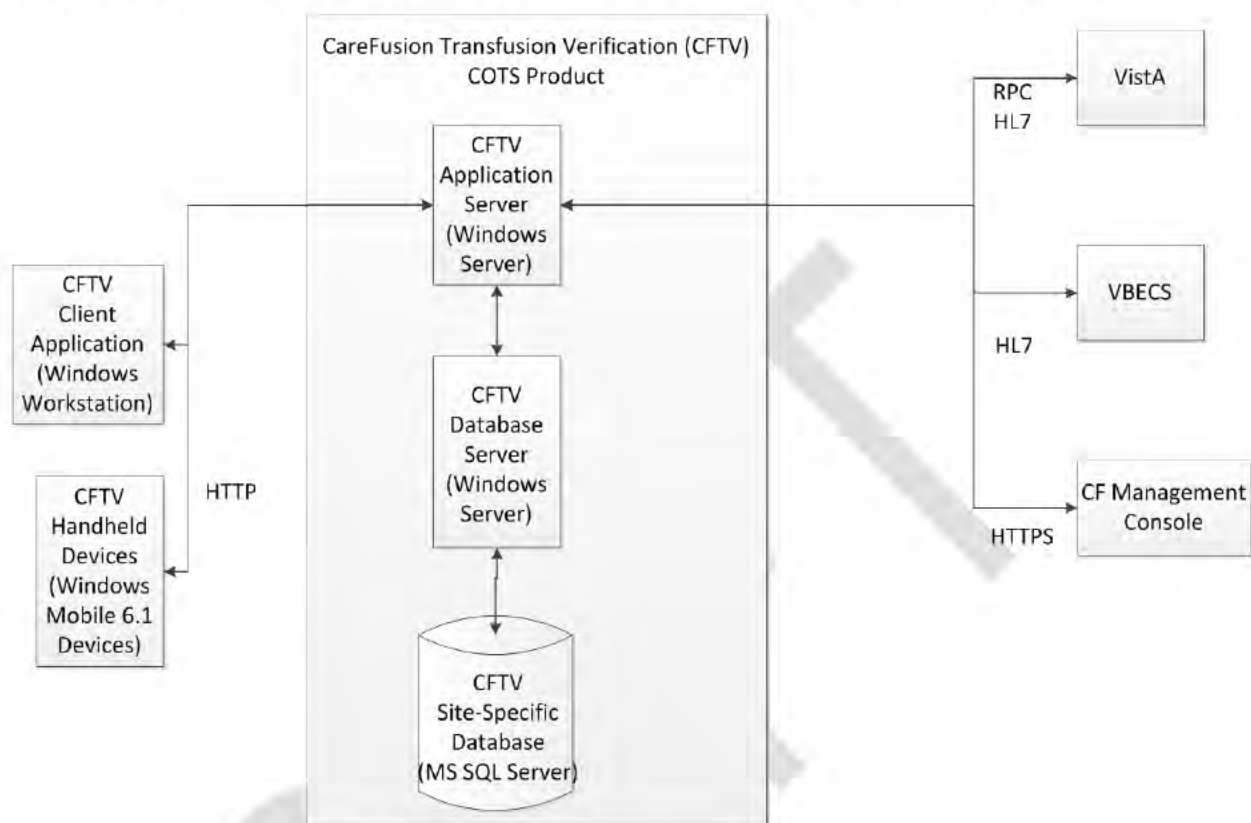 CareFusion Transfusion Verification (CFTV)
COTS Product
CFTV
Application
Server
(Windows
Server)
CFTV
Database
Server
(Windows
Server)
CFTV
Site-Specific
Database
(MS SQL Server)
CFTV
Client
Application
(Windows
Workstation)
CFTV
Handheld
Devices
(Windows
Mobile 6.1
Devices)
HTTP
RPC
HL7
VistA
HL7
VBECS
HTTPS
CF Management
Console